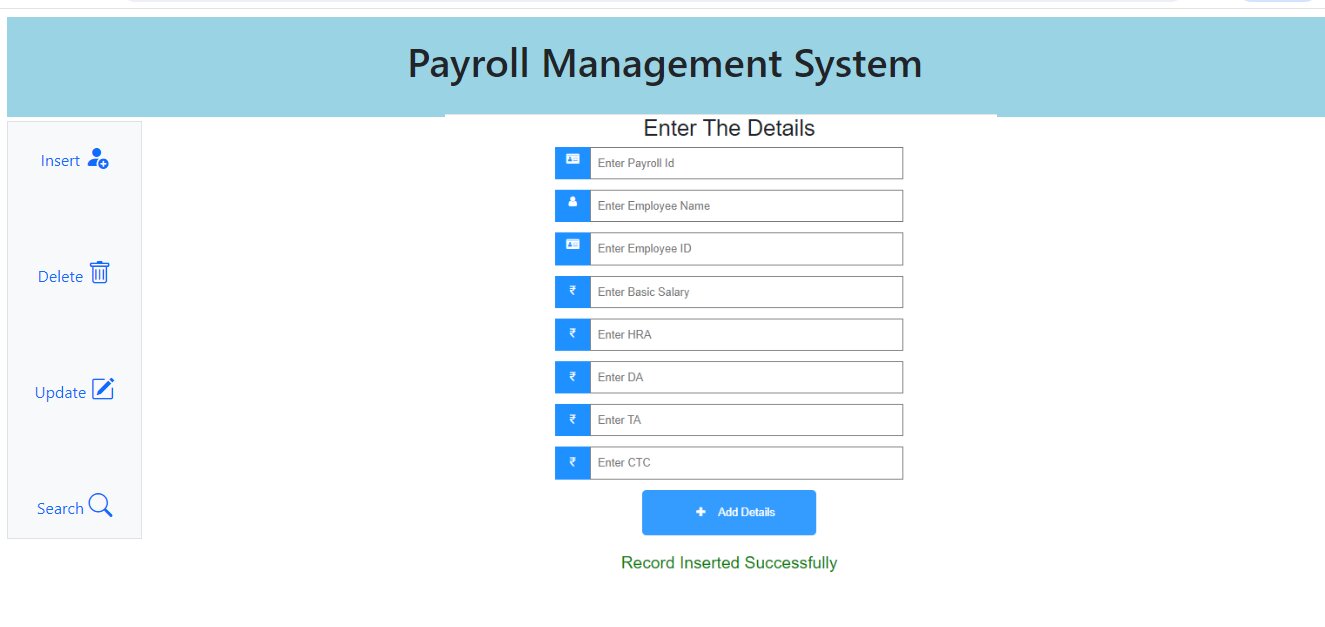 Payroll Management System
Insert
Delete
Update
Search
Enter The Details
Enter Payroll Id
Enter Employee Name
Enter Employee ID
₹ Enter Basic Salary
₹ Enter HRA
₹ Enter DA
₹ Enter TA
₹ Enter CTC
+ Add Details
Record Inserted Successfully